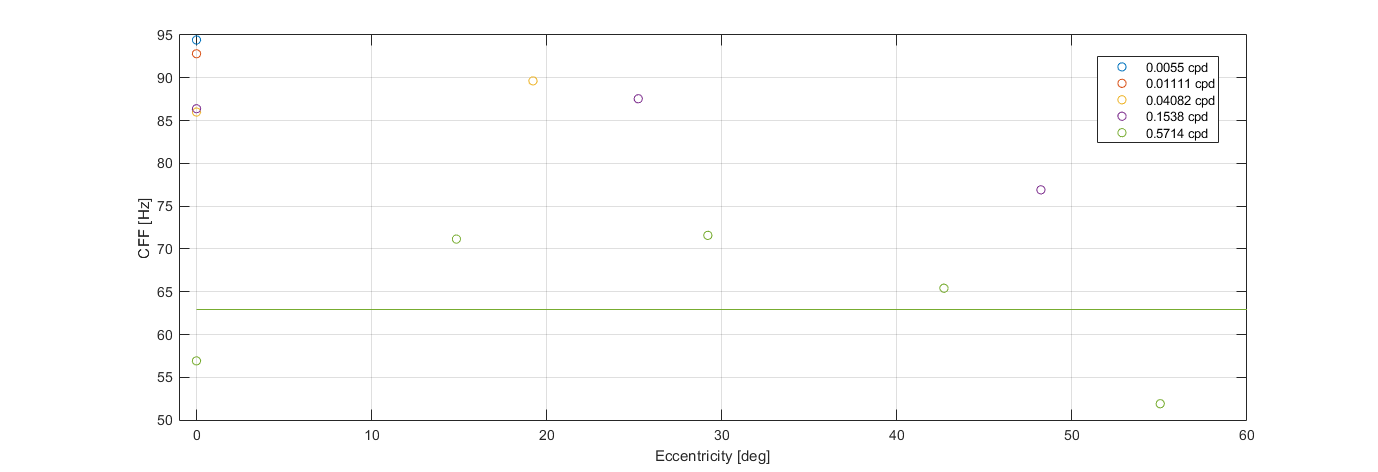 95
90
85
80
75
70
65
60
55
50
CFF [Hz]
0.0055 cpd
0.01111 cpd
0.04082 cpd
0.1538 cpd
0.5714 cpd
0 10 20 30 40 50 60
Eccentricity [deg]